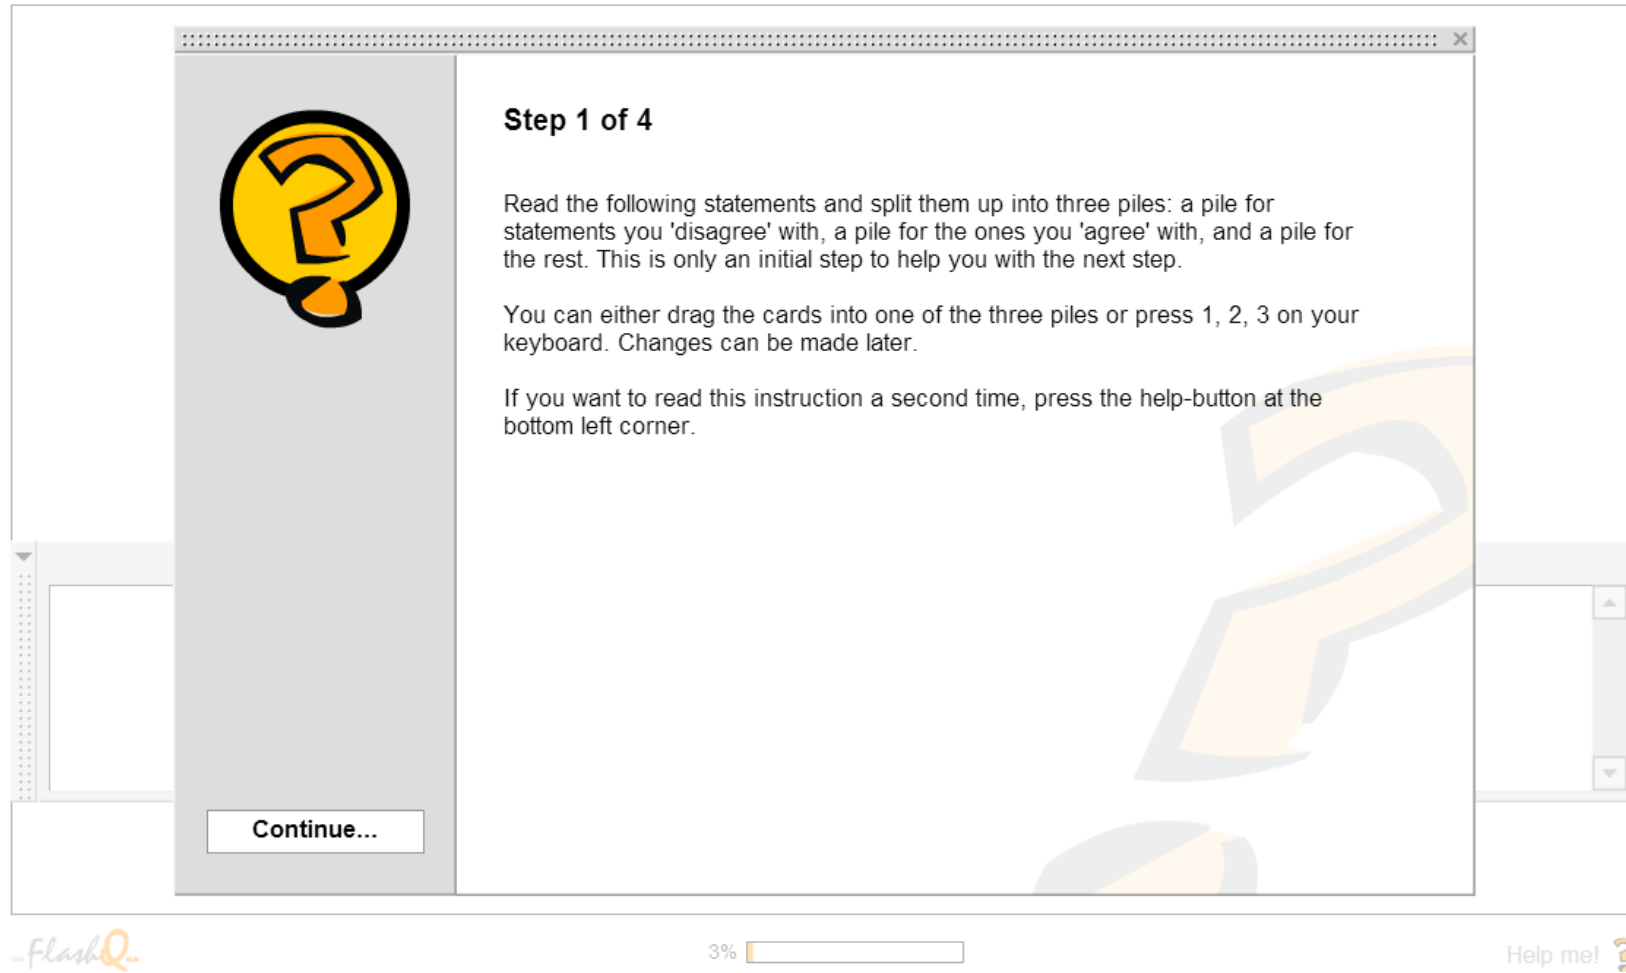 Step 1 of 4
Read the following statements and split them up into three piles: a pile for
statements you 'disagree' with, a pile for the ones you 'agree' with, and a pile for
the rest. This is only an initial step to help you with the next step.
You can either drag the cards into one of the three piles or press 1, 2, 3 on your
keyboard. Changes can be made later.
If you want to read this instruction a second time, press the help-button at the
bottom left corner.
Continue...
...FlashQ...
3%
Help me!